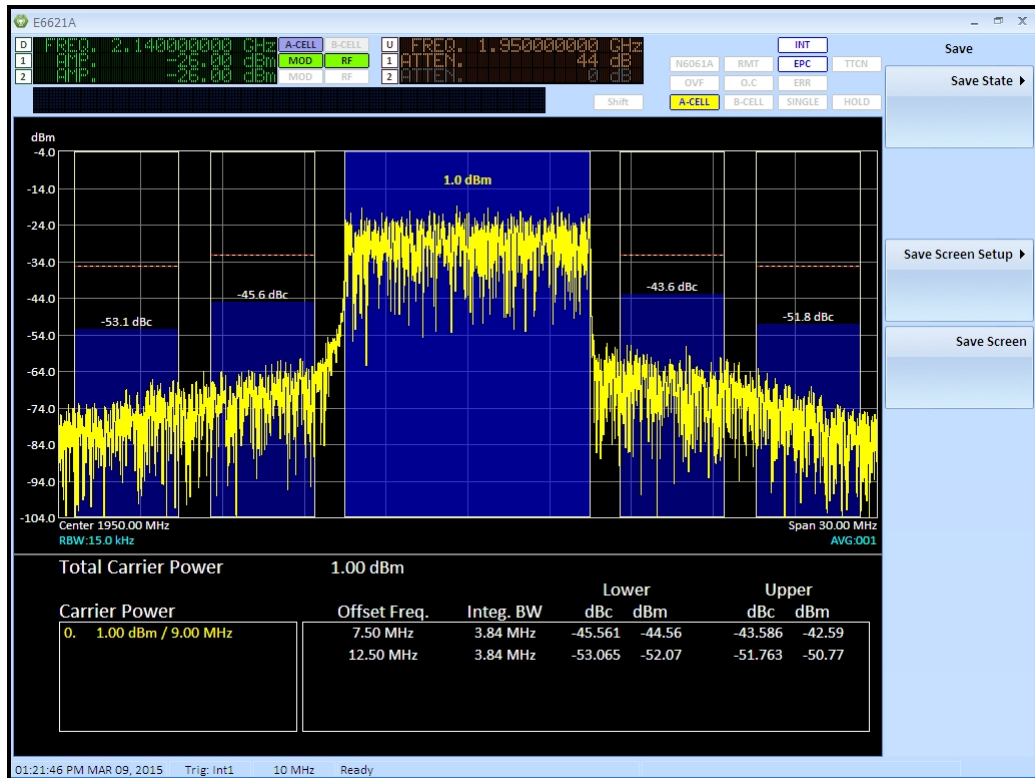 E6621A
D FREQ. 2.140000000 GHz A-CELL B-CELL U FREQ. 1.950000000 GHz INT
1 AMP. -26.00 dBm MOD RF 1 ATTEN. 44 dB N6061A RMT EPC TTCN
2 AMP. -26.00 dBm MOD RF 2 ATTEN. 0 dB OVF O.C ERR
Shift A-CELL B-CELL SINGLE HOLD
Save
Save State
Save Screen Setup
Save Screen
dBm
-4.0
1.0 dBm
-14.0
-24.0
-34.0
-44.0
-45.6 dBc
-43.6 dBc
-53.1 dBc
-51.8 dBc
-54.0
-64.0
-74.0
-84.0
-94.0
-104.0
Center 1950.00 MHz Span 30.00 MHz
RBW:15.0 kHz AVG:001
Total Carrier Power 1.00 dBm
Lower Upper
Carrier Power Offset Freq. Integ. BW dBc dBm dBc dBm
0. 1.00 dBm / 9.00 MHz 7.50 MHz 3.84 MHz -45.561 -44.56 -43.586 -42.59
12.50 MHz 3.84 MHz -53.065 -52.07 -51.763 -50.77
01:21:46 PM MAR 09, 2015 Trig: Int1 10 MHz Ready